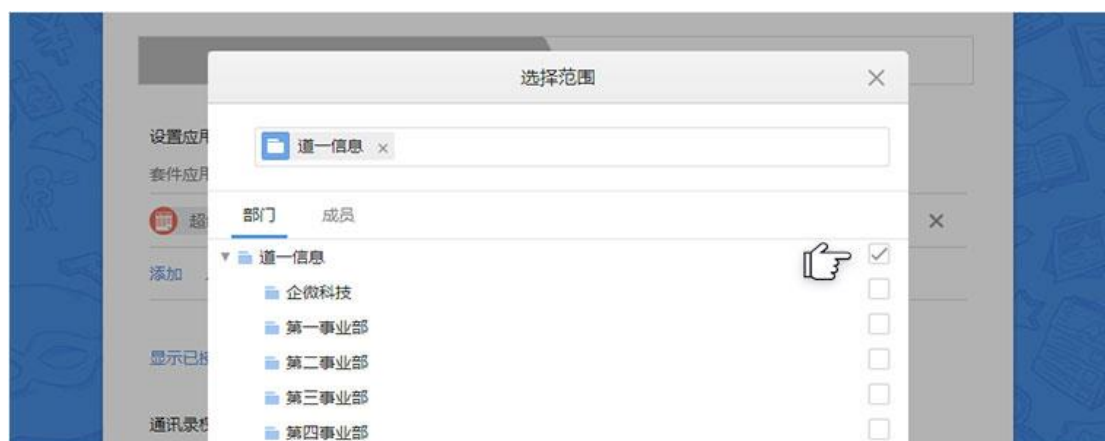 选择范围
设置应用
道一信息
套件应用
部门 成员
超
道一信息
添加
企微科技
第一事业部
显示已
第二事业部
第三事业部
通讯录
第四事业部